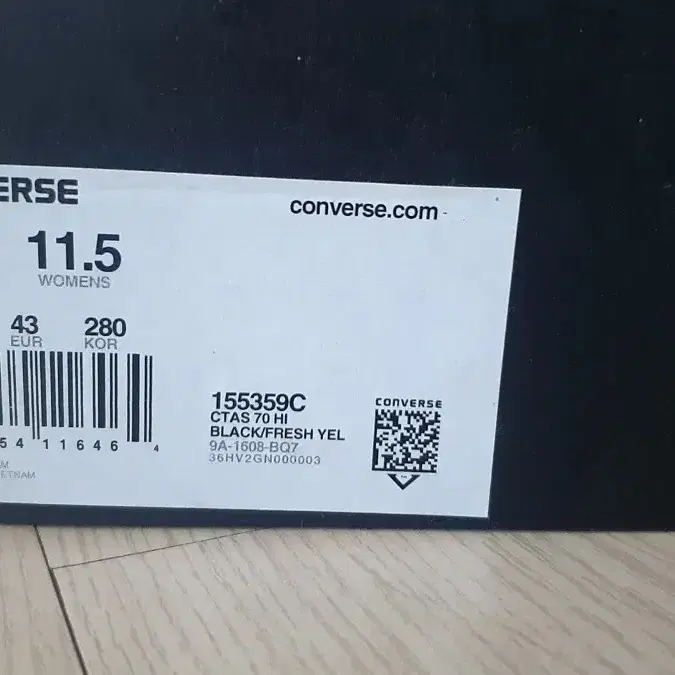 ERSE
converse.com
11.5
WOMENS
43 280
EUR KOR
54 11646 4
155359C
CTAS 70 HI
BLACK/FRESH YEL
9A-1608-BQ7
36HV2GN000003
CONVERSE
M
ETNAM